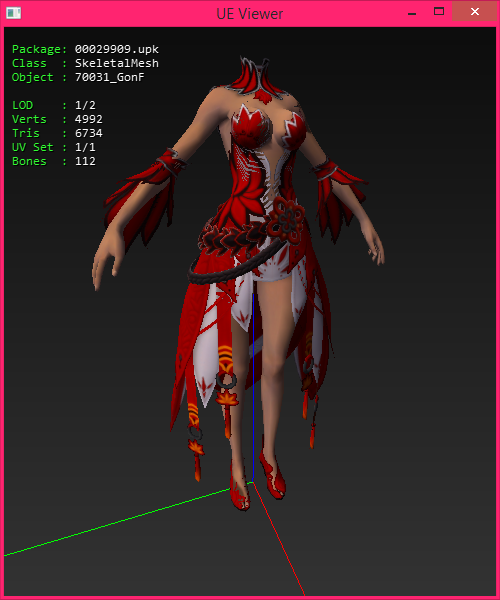 UE Viewer
Package: 00029909.upk
Class : SkeletalMesh
Object : 70031_GonF
LOD : 1/2
Verts : 4992
Tris : 6734
UV Set : 1/1
Bones : 112